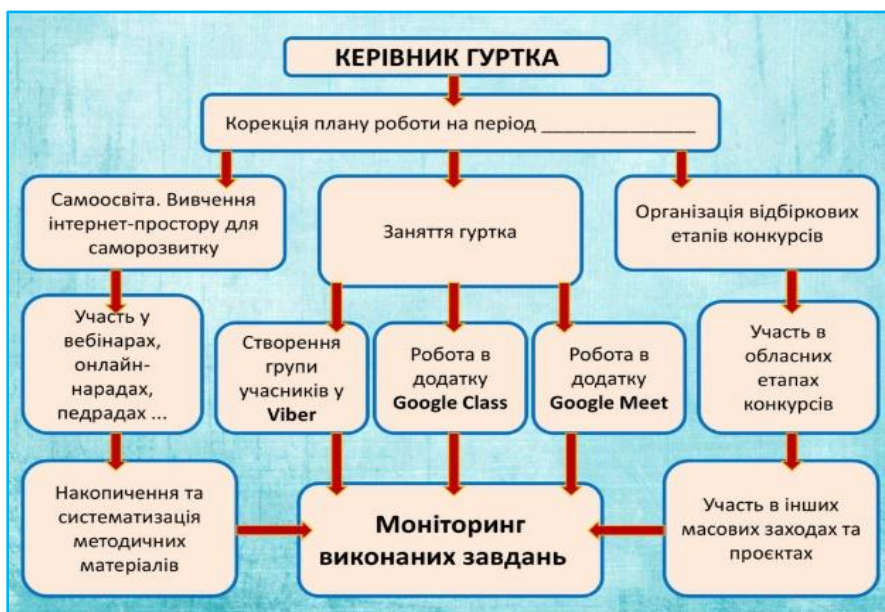 КЕРІВНИК ГУРТКА
Корекція плану роботи на період ______________
Самоосвіта. Вивчення
інтернет-простору для
саморозвитку
Заняття гуртка
Організація відбіркових
етапів конкурсів
Участь у
вебінарах,
онлайн-
нарадах,
педрадах ...
Створення
групи
учасників у
Viber
Робота в
додатку
Google Class
Робота в
додатку
Google Meet
Участь в
обласних
етапах
конкурсів
Накопичення та
систематизація
методичних
матеріалів
Моніторинг
виконаних завдань
Участь в інших
масових заходах та
проєктах